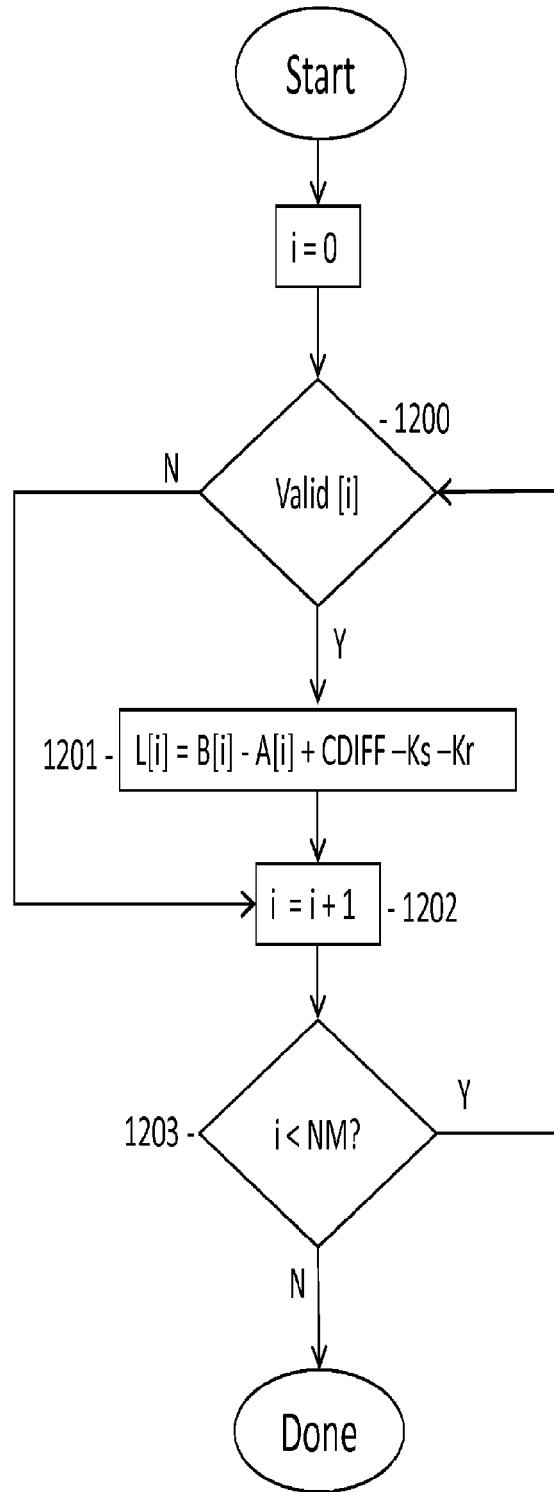 Start
i = 0
- 1200
N
Valid [i]
Y
1201 -
L[i] = B[i] - A[i] + CDIFF –Ks –Kr
i = i + 1
- 1202
1203 -
i < NM?
Y
N
Done